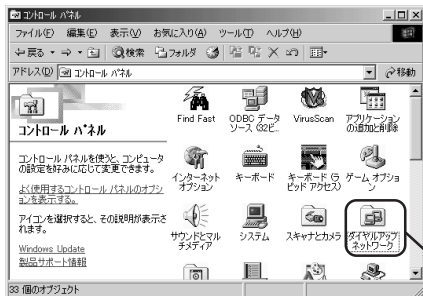 コントロール パネル
ファイル(F) 編集(E) 表示(V) お気に入り(A) ツール(T) ヘルプ(H)
戻る 検索 フォルダ
アドレス(D) コントロール パネル 移動
コントロール パネル
コントロール パネルを使うと、コンピュータ
の設定を好みに応じて変更できます。
よく使用するコントロール パネルのオプシ
ョンを表示する。
アイコンを選択すると、その説明が表示さ
れます。
Windows Update
製品サポート情報
Find Fast
ODBC データ
ソース (32ビ..
VirusScan
アプリケーション
の追加と削除
インターネット
オプション
キーボード
キーボード (ラ
ピッド アクセス)
ゲーム オプショ
ン
サウンドとマル
チメディア
システム
スキャナとカメラ
ダイヤルアップ
ネットワーク
33 個のオブジェクト